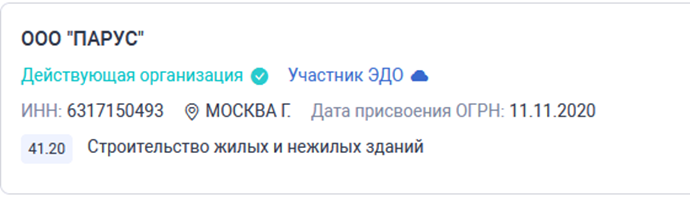 ООО "ПАРУС"
Действующая организация Участник ЭДО
ИНН: 6317150493 МОСКВА Г. Дата присвоения ОГРН: 11.11.2020
41.20 Строительство жилых и нежилых зданий